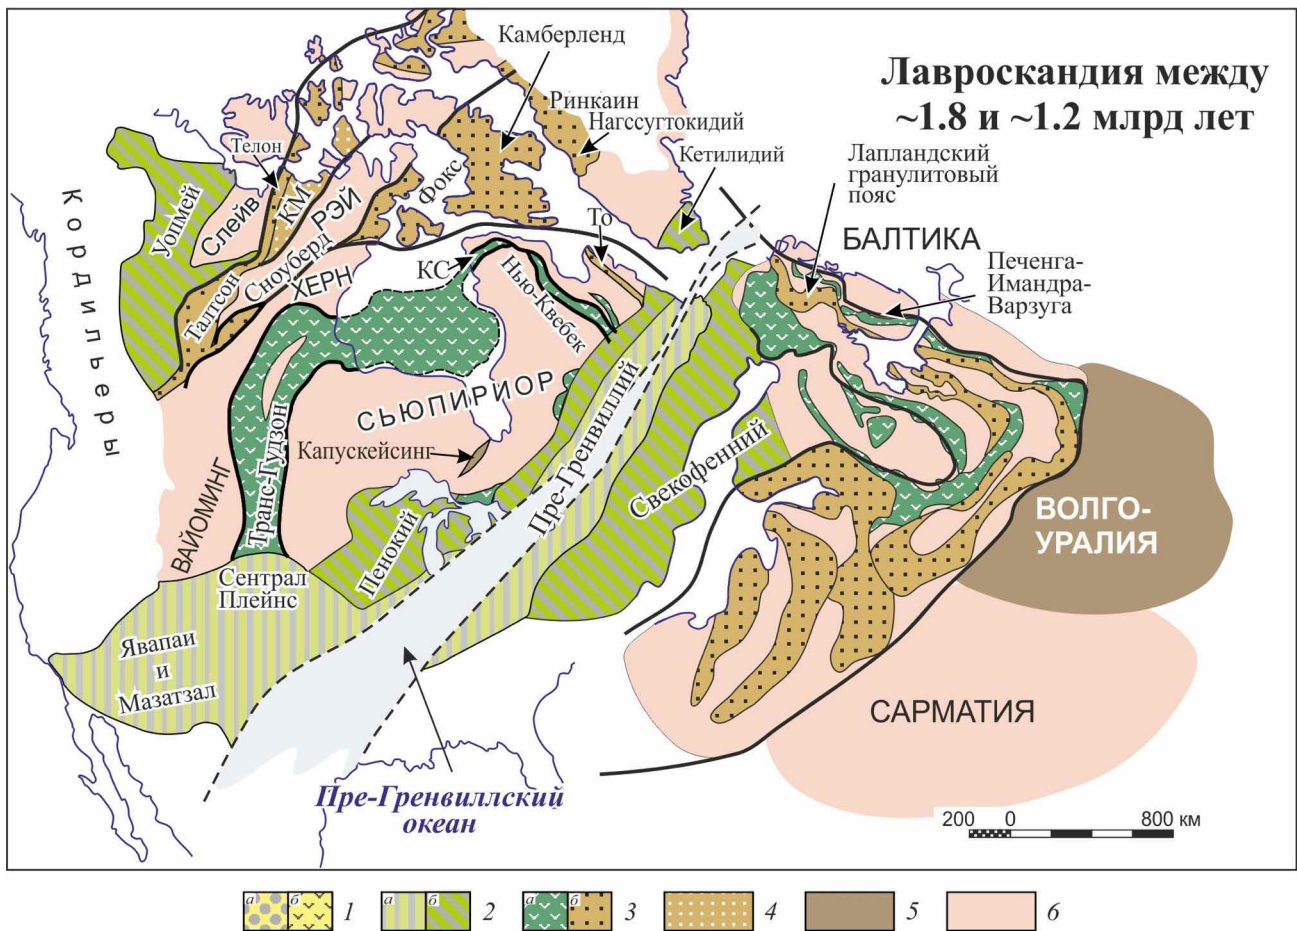 Лавроскандия между
~1.8 и ~1.2 млрд лет
Камберленд
Ринкаин
Нагссугтокидий
Кетилидий
Лапландский
гранулитовый
пояс
БАЛТИКА
Печенга-
Имандра-
Варзуга
Телон
Кордильеры
Уопмей
СЛЕЙВ
КМ
РЭЙ
Фокс
То
Талтсон
Сноуберд
ХЕРН
КС
Нью-Квебек
СЬЮПИРИОР
Капускейсинг
Транс-Гудзон
ВАЙОМИНГ
Пенокий
Пре-Гренвиллий
Свекофенний
ВОЛГО-
УРАЛИЯ
Сентрал
Плейнс
Явапаи
и
Мазатзал
САРМАТИЯ
Пре-Гренвиллский
океан
200 0 800 км
а б 1 а б 2 а б 3 4 5 6